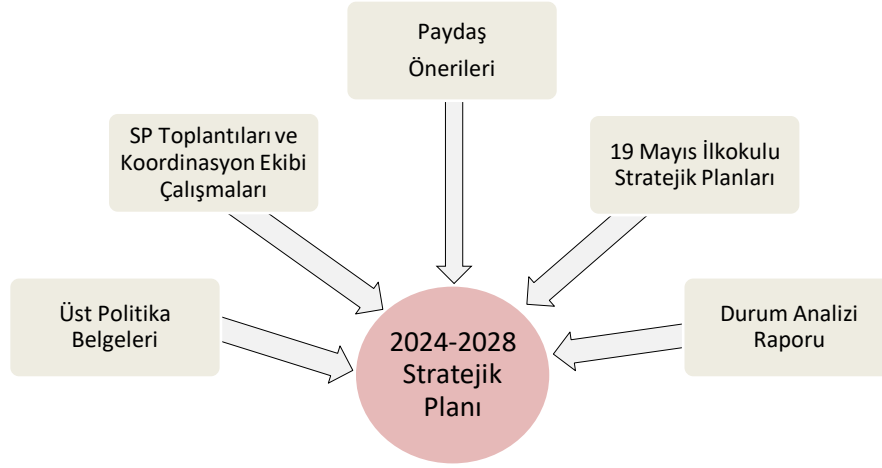 Paydaş
Önerileri
SP Toplantıları ve
Koordinasyon Ekibi
Çalışmaları
19 Mayıs İlkokulu
Stratejik Planları
Üst Politika
Belgeleri
Durum Analizi
Raporu
2024-2028
Stratejik
Planı